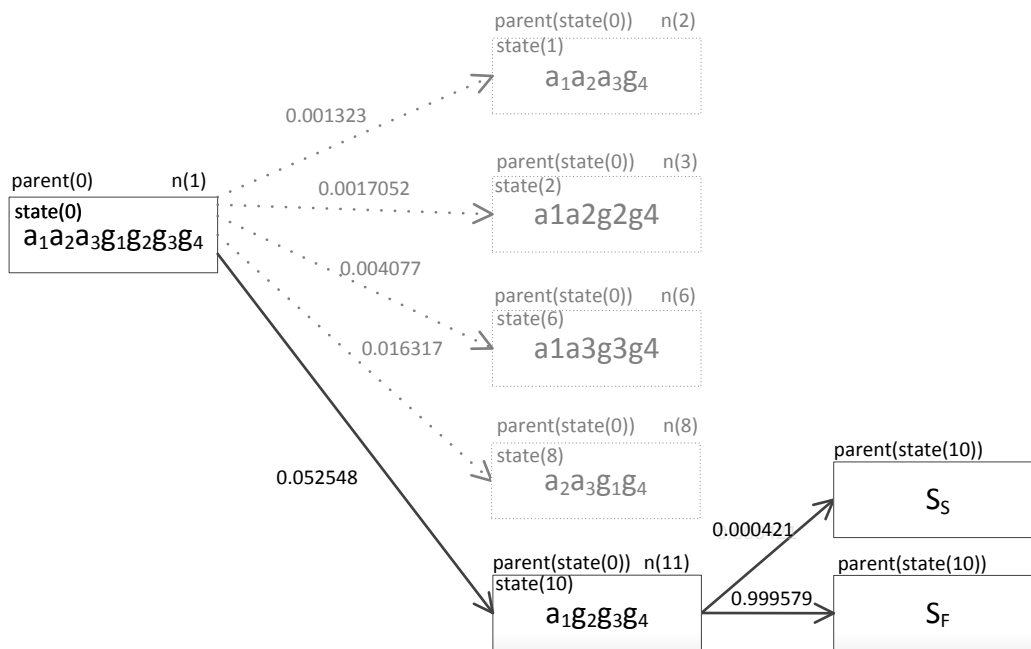 parent(state(0)) n(2)
state(1)
a₁a₂a₃g₄
0.001323
parent(state(0)) n(3)
state(2)
a1a2g2g4
0.0017052
parent(0) n(1)
state(0)
a₁a₂a₃g₁g₂g₃g₄
0.004077
parent(state(0)) n(6)
state(6)
a1a3g3g4
0.016317
parent(state(0)) n(8)
state(8)
a₂a₃g₁g₄
0.052548
parent(state(10))
S_S
0.000421
parent(state(0)) n(11)
state(10)
a₁g₂g₃g₄
0.999579
parent(state(10))
S_F